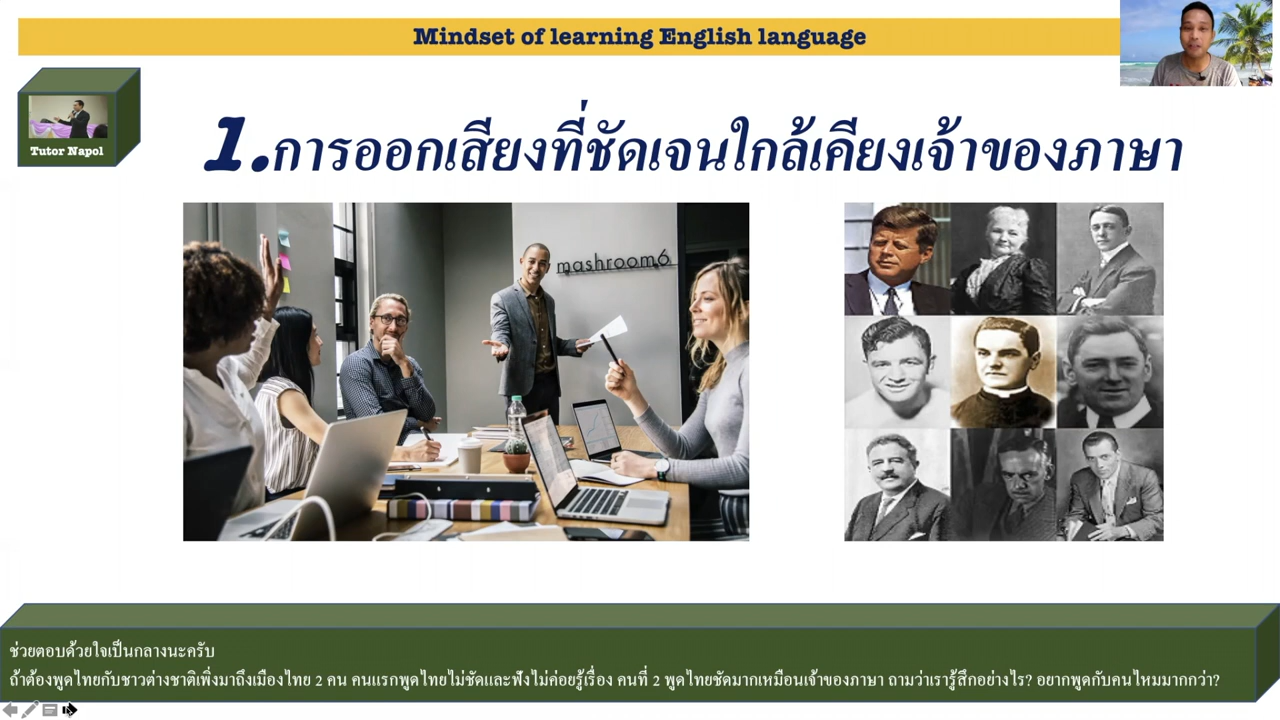 Mindset of learning English language
Tutor Napol
1.การออกเสียงที่ชัดเจนใกล้เคียงเจ้าของภาษา
mashroom6
ช่วยตอบด้วยใจเป็นกลางนะครับ
ถ้าต้องพูดไทยกับชาวต่างชาติเพิ่งมาถึงเมืองไทย 2 คน คนแรกพูดไทยไม่ชัดและฟังไม่ค่อยรู้เรื่อง คนที่ 2 พูดไทยชัดมากเหมือนเจ้าของภาษา ถามว่าเรารู้สึกอย่างไร? อยากพูดกับคนไหมมากกว่า?